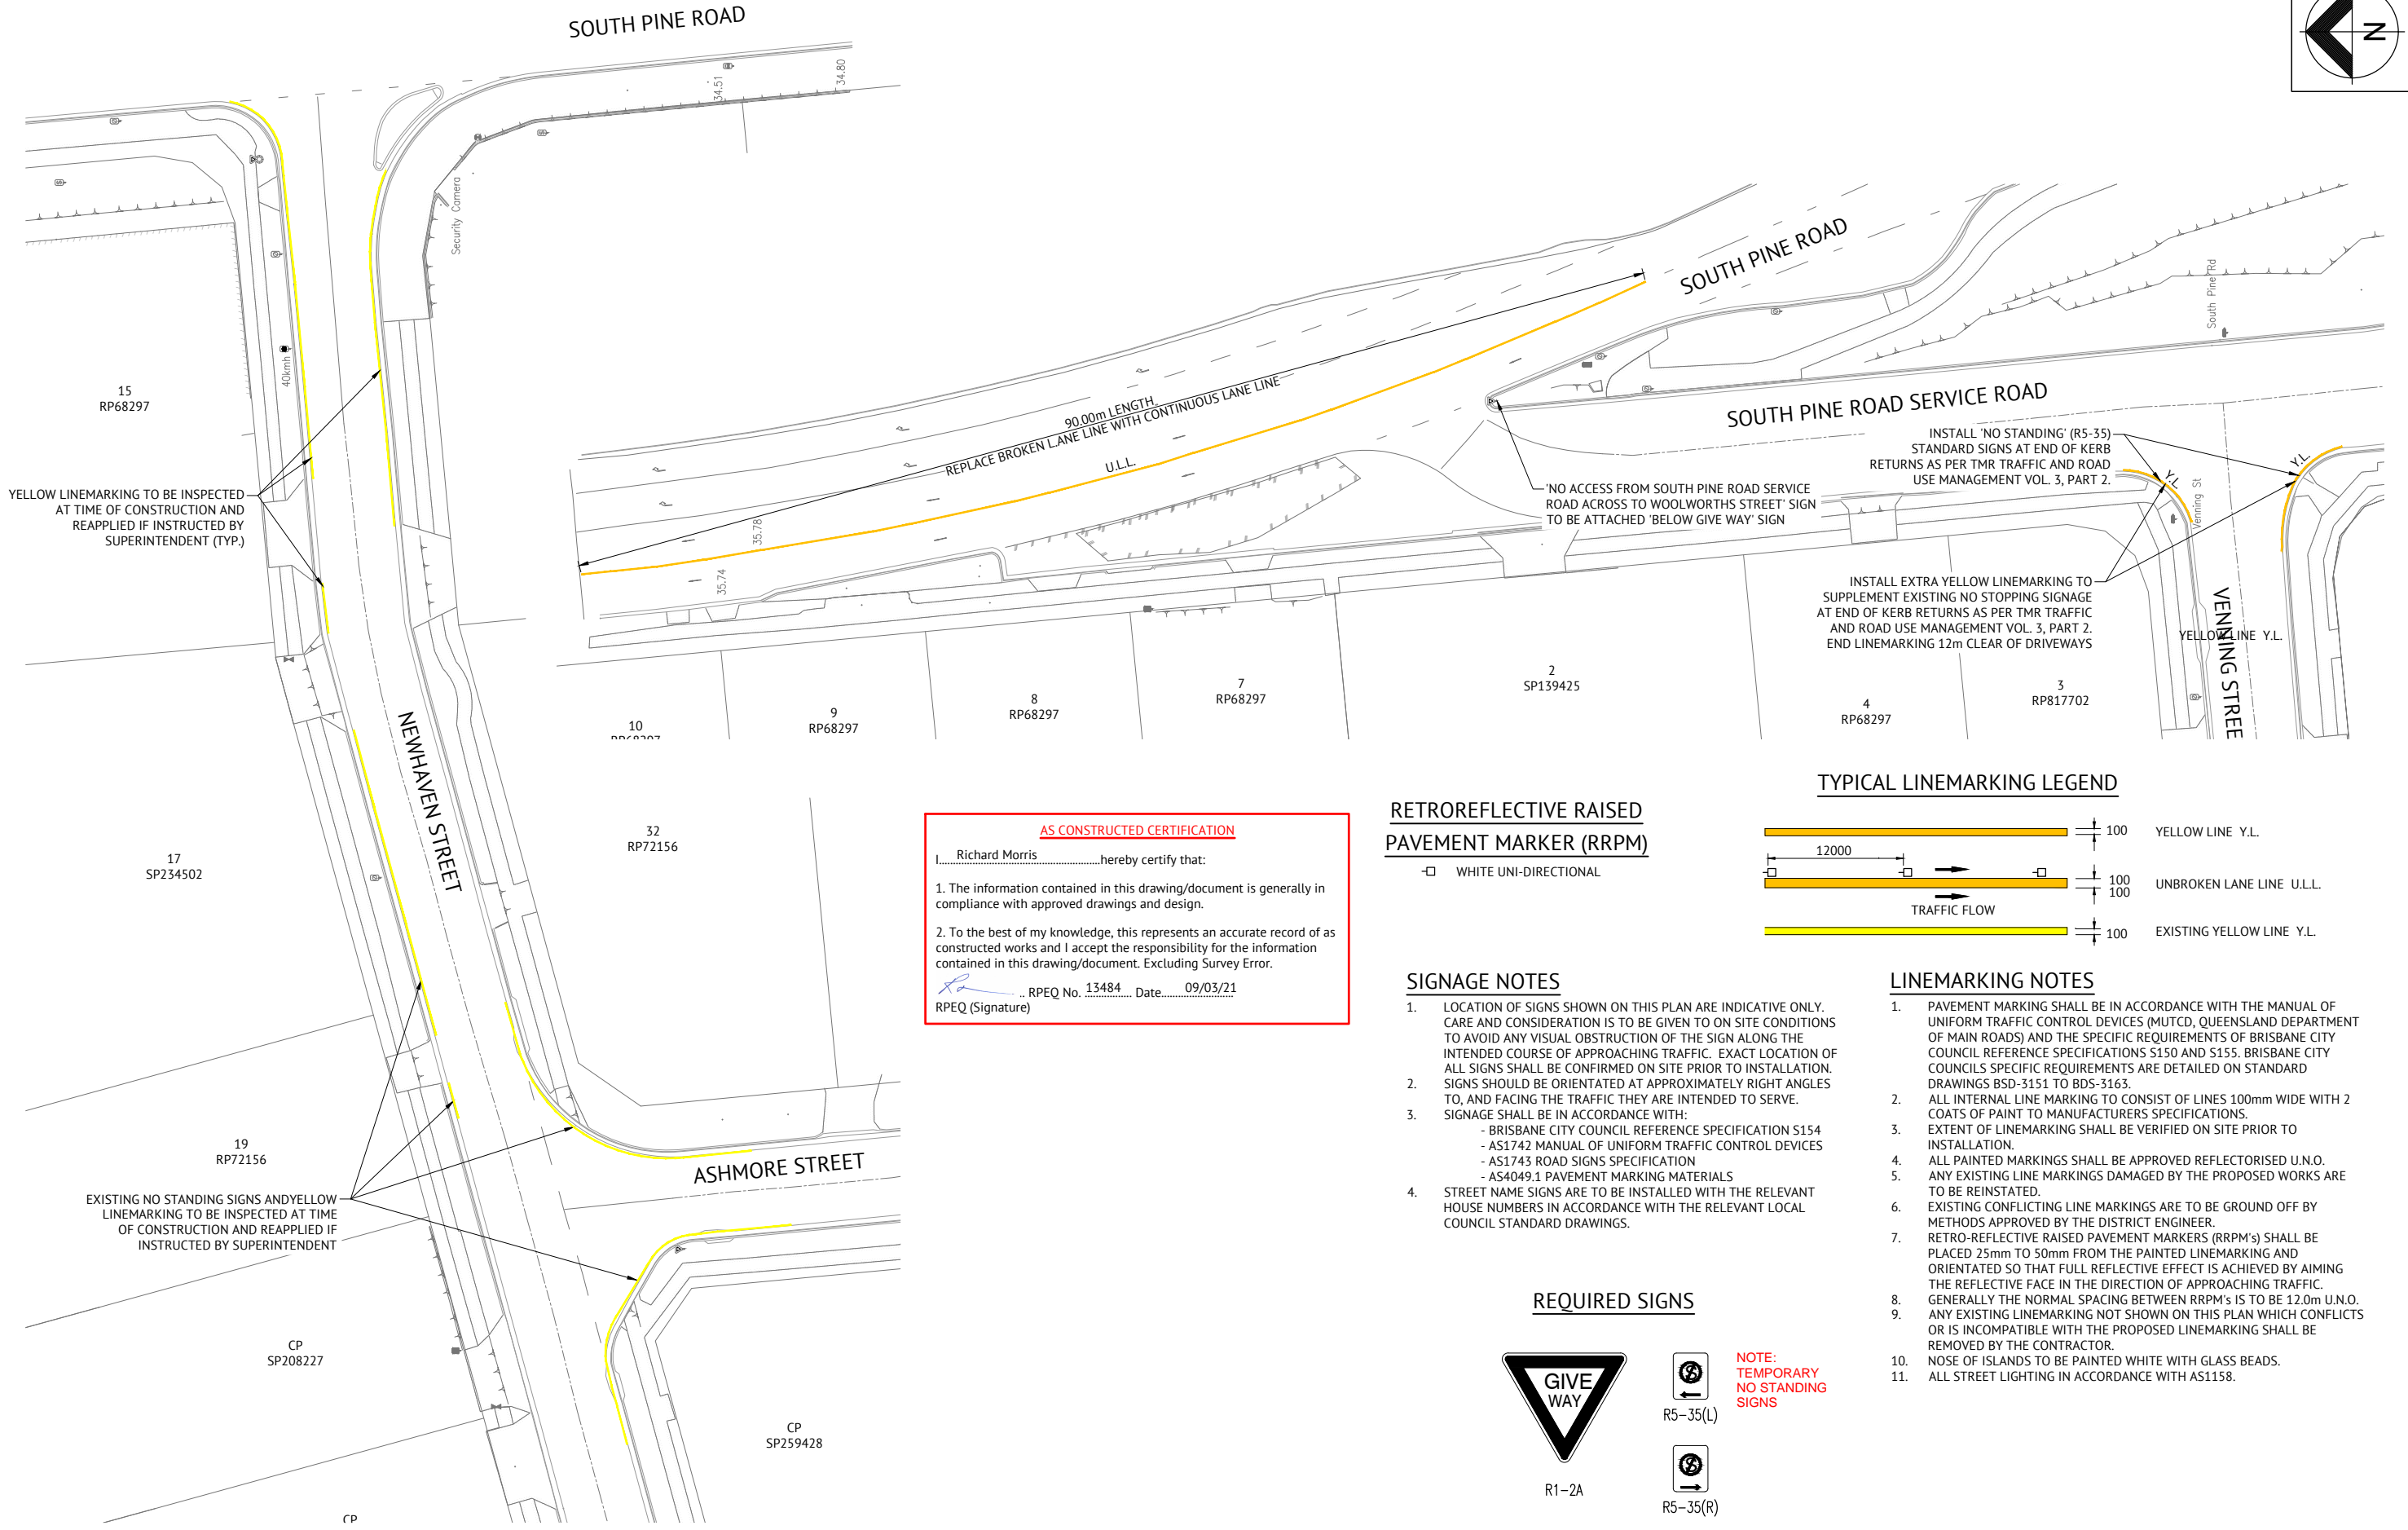 SOUTH PINE ROAD
N
34.51
34.80
Security Camera
40kmh
15
RP68297
YELLOW LINEMARKING TO BE INSPECTED
AT TIME OF CONSTRUCTION AND
REAPPLIED IF INSTRUCTED BY
SUPERINTENDENT (TYP.)
SOUTH PINE ROAD
90.00m LENGTH
REPLACE BROKEN LANE LINE WITH CONTINUOUS LANE LINE
U.L.L.
35.78
35.74
South Pine Rd
SOUTH PINE ROAD SERVICE ROAD
INSTALL 'NO STANDING' (R5-35)
STANDARD SIGNS AT END OF KERB
RETURNS AS PER TMR TRAFFIC AND ROAD
USE MANAGEMENT VOL. 3, PART 2.
'NO ACCESS FROM SOUTH PINE ROAD SERVICE
ROAD ACROSS TO WOOLWORTHS STREET' SIGN
TO BE ATTACHED 'BELOW GIVE WAY' SIGN
Y.L
Y.L.
Venning St
INSTALL EXTRA YELLOW LINEMARKING TO
SUPPLEMENT EXISTING NO STOPPING SIGNAGE
AT END OF KERB RETURNS AS PER TMR TRAFFIC
AND ROAD USE MANAGEMENT VOL. 3, PART 2.
END LINEMARKING 12m CLEAR OF DRIVEWAYS
YELLOW LINE Y.L.
VENNING STREE
10
RP68297
9
RP68297
8
RP68297
7
RP68297
2
SP139425
4
RP68297
3
RP817702
NEWHAVEN STREET
32
RP72156
17
SP234502
AS CONSTRUCTED CERTIFICATION
I Richard Morris hereby certify that:
1. The information contained in this drawing/document is generally in
compliance with approved drawings and design.
2. To the best of my knowledge, this represents an accurate record of as
constructed works and I accept the responsibility for the information
contained in this drawing/document. Excluding Survey Error.
RPEQ No. 13484 Date 09/03/21
RPEQ (Signature)
RETROREFLECTIVE RAISED
PAVEMENT MARKER (RRPM)
WHITE UNI-DIRECTIONAL
TYPICAL LINEMARKING LEGEND
100 YELLOW LINE Y.L.
12000
100
100
UNBROKEN LANE LINE U.L.L.
TRAFFIC FLOW
100 EXISTING YELLOW LINE Y.L.
SIGNAGE NOTES
1. LOCATION OF SIGNS SHOWN ON THIS PLAN ARE INDICATIVE ONLY.
CARE AND CONSIDERATION IS TO BE GIVEN TO ON SITE CONDITIONS
TO AVOID ANY VISUAL OBSTRUCTION OF THE SIGN ALONG THE
INTENDED COURSE OF APPROACHING TRAFFIC. EXACT LOCATION OF
ALL SIGNS SHALL BE CONFIRMED ON SITE PRIOR TO INSTALLATION.
2. SIGNS SHOULD BE ORIENTATED AT APPROXIMATELY RIGHT ANGLES
TO, AND FACING THE TRAFFIC THEY ARE INTENDED TO SERVE.
3. SIGNAGE SHALL BE IN ACCORDANCE WITH:
- BRISBANE CITY COUNCIL REFERENCE SPECIFICATION S154
- AS1742 MANUAL OF UNIFORM TRAFFIC CONTROL DEVICES
- AS1743 ROAD SIGNS SPECIFICATION
- AS4049.1 PAVEMENT MARKING MATERIALS
4. STREET NAME SIGNS ARE TO BE INSTALLED WITH THE RELEVANT
HOUSE NUMBERS IN ACCORDANCE WITH THE RELEVANT LOCAL
COUNCIL STANDARD DRAWINGS.
LINEMARKING NOTES
1. PAVEMENT MARKING SHALL BE IN ACCORDANCE WITH THE MANUAL OF
UNIFORM TRAFFIC CONTROL DEVICES (MUTCD, QUEENSLAND DEPARTMENT
OF MAIN ROADS) AND THE SPECIFIC REQUIREMENTS OF BRISBANE CITY
COUNCIL REFERENCE SPECIFICATIONS S150 AND S155. BRISBANE CITY
COUNCILS SPECIFIC REQUIREMENTS ARE DETAILED ON STANDARD
DRAWINGS BSD-3151 TO BDS-3163.
2. ALL INTERNAL LINE MARKING TO CONSIST OF LINES 100mm WIDE WITH 2
COATS OF PAINT TO MANUFACTURERS SPECIFICATIONS.
3. EXTENT OF LINEMARKING SHALL BE VERIFIED ON SITE PRIOR TO
INSTALLATION.
4. ALL PAINTED MARKINGS SHALL BE APPROVED REFLECTORISED U.N.O.
5. ANY EXISTING LINE MARKINGS DAMAGED BY THE PROPOSED WORKS ARE
TO BE REINSTATED.
6. EXISTING CONFLICTING LINE MARKINGS ARE TO BE GROUND OFF BY
METHODS APPROVED BY THE DISTRICT ENGINEER.
7. RETRO-REFLECTIVE RAISED PAVEMENT MARKERS (RRPM's) SHALL BE
PLACED 25mm TO 50mm FROM THE PAINTED LINEMARKING AND
ORIENTATED SO THAT FULL REFLECTIVE EFFECT IS ACHIEVED BY AIMING
THE REFLECTIVE FACE IN THE DIRECTION OF APPROACHING TRAFFIC.
8. GENERALLY THE NORMAL SPACING BETWEEN RRPM's IS TO BE 12.0m U.N.O.
9. ANY EXISTING LINEMARKING NOT SHOWN ON THIS PLAN WHICH CONFLICTS
OR IS INCOMPATIBLE WITH THE PROPOSED LINEMARKING SHALL BE
REMOVED BY THE CONTRACTOR.
10. NOSE OF ISLANDS TO BE PAINTED WHITE WITH GLASS BEADS.
11. ALL STREET LIGHTING IN ACCORDANCE WITH AS1158.
19
RP72156
ASHMORE STREET
EXISTING NO STANDING SIGNS ANDYELLOW
LINEMARKING TO BE INSPECTED AT TIME
OF CONSTRUCTION AND REAPPLIED IF
INSTRUCTED BY SUPERINTENDENT
CP
SP208227
CP
SP259428
CP
REQUIRED SIGNS
GIVE
WAY
R1-2A
R5-35(L)
R5-35(R)
NOTE:
TEMPORARY
NO STANDING
SIGNS